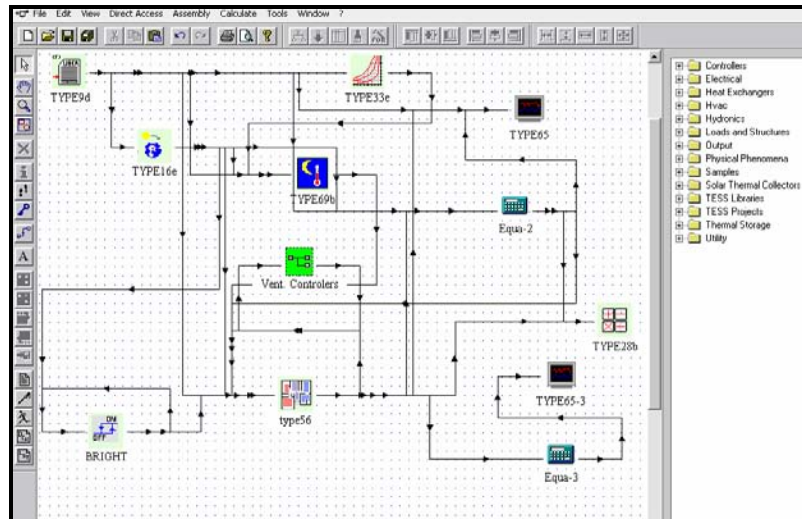 File Edit View Direct Access Assembly Calculate Tools Window ?
TYPE9d
TYPE33e
TYPE65
TYPE16e
TYPE69b
Equa-2
Vent. Controlers
TYPE28b
TYPE65-3
type56
BRIGHT
Equa-3
ON
OFF
A
Controllers
Electrical
Heat Exchangers
Hvac
Hydronics
Loads and Structures
Output
Physical Phenomena
Samples
Solar Thermal Collectors
TESS Libraries
TESS Projects
Thermal Storage
Utility